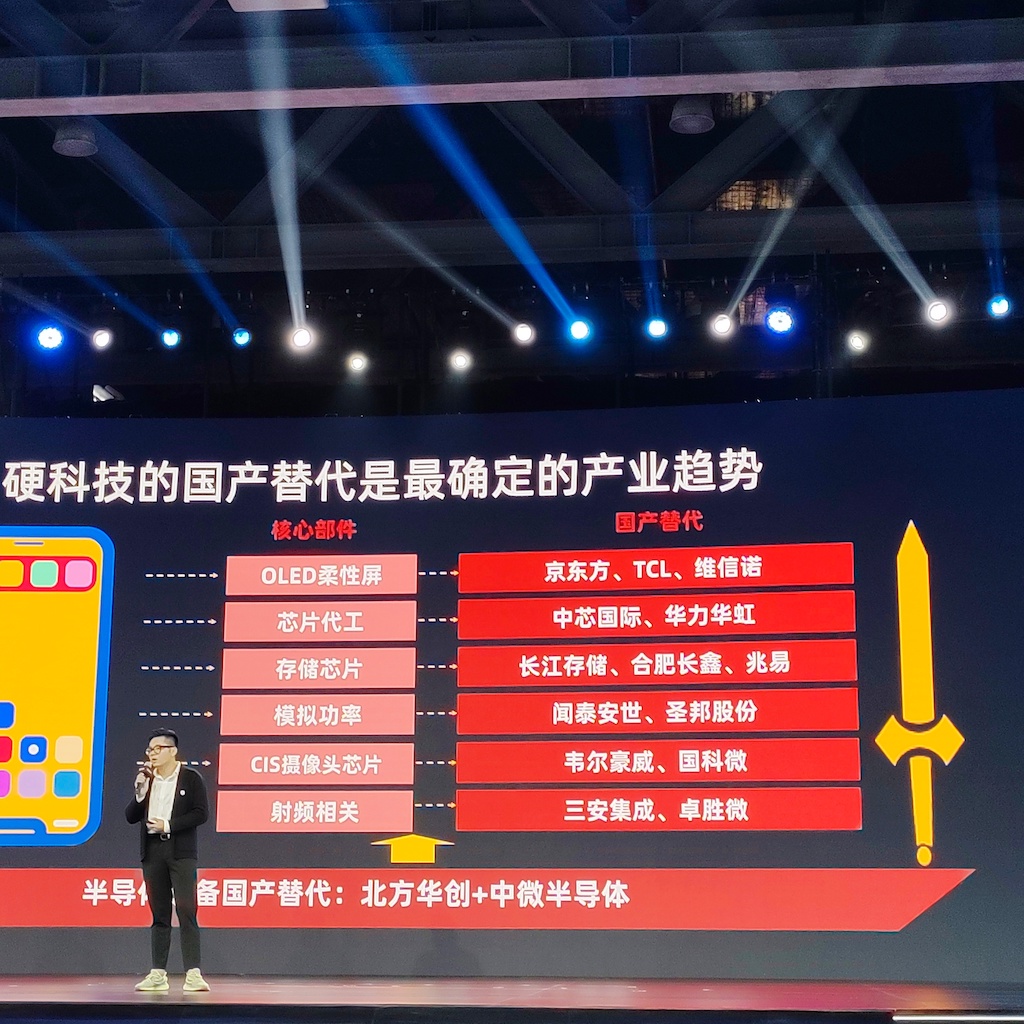 硬科技的国产替代是最确定的产业趋势
核心部件 国产替代
OLED柔性屏 京东方、TCL、维信诺
芯片代工 中芯国际、华力华虹
存储芯片 长江存储、合肥长鑫、兆易
模拟功率 闻泰安世、圣邦股份
CIS摄像头芯片 韦尔豪威、国科微
射频相关 三安集成、卓胜微
半导 备国产替代：北方华创+中微半导体